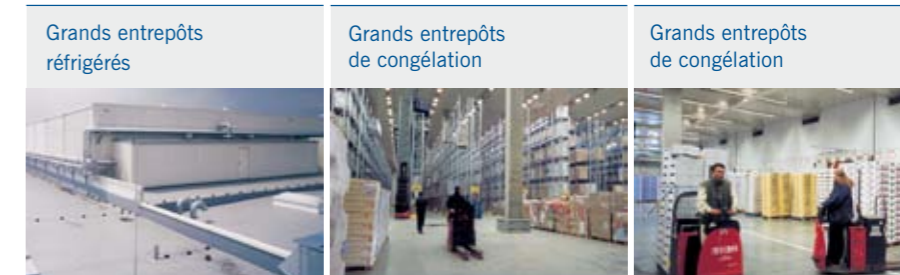 Grands entrepôts
réfrigérés
Grands entrepôts
de congélation
Grands entrepôts
de congélation